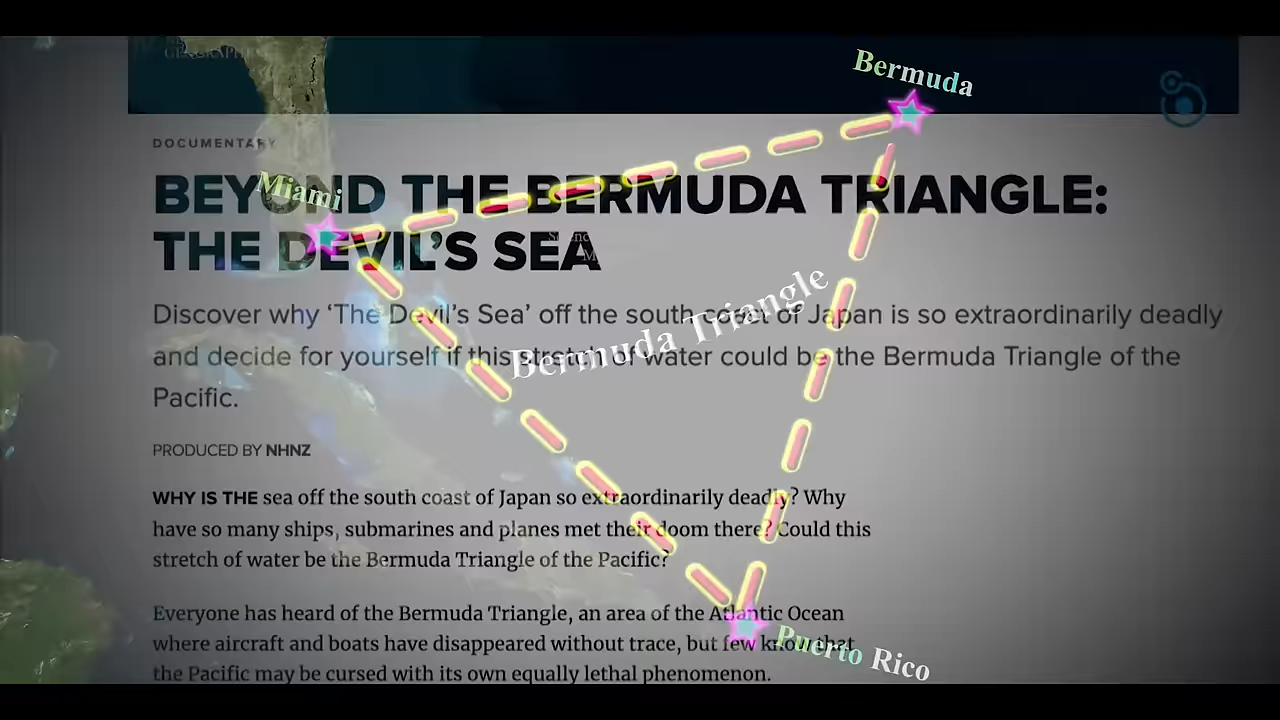 Bermuda
DOCUMENTARY
Miami
BEYOND THE BERMUDA TRIANGLE:
THE DEVIL'S SEA
Discover why ‘The Devil's Sea’ off the south coast of Japan is so extraordinarily deadly
and decide for yourself if this stretch of water could be the Bermuda Triangle of the
Pacific.
Bermuda Triangle
PRODUCED BY NHNZ
WHY IS THE sea off the south coast of Japan so extraordinarily deadly? Why
have so many ships, submarines and planes met their doom there? Could this
stretch of water be the Bermuda Triangle of the Pacific?
Everyone has heard of the Bermuda Triangle, an area of the Atlantic Ocean
where aircraft and boats have disappeared without trace, but few know that
the Pacific may be cursed with its own equally lethal phenomenon.
Puerto Rico